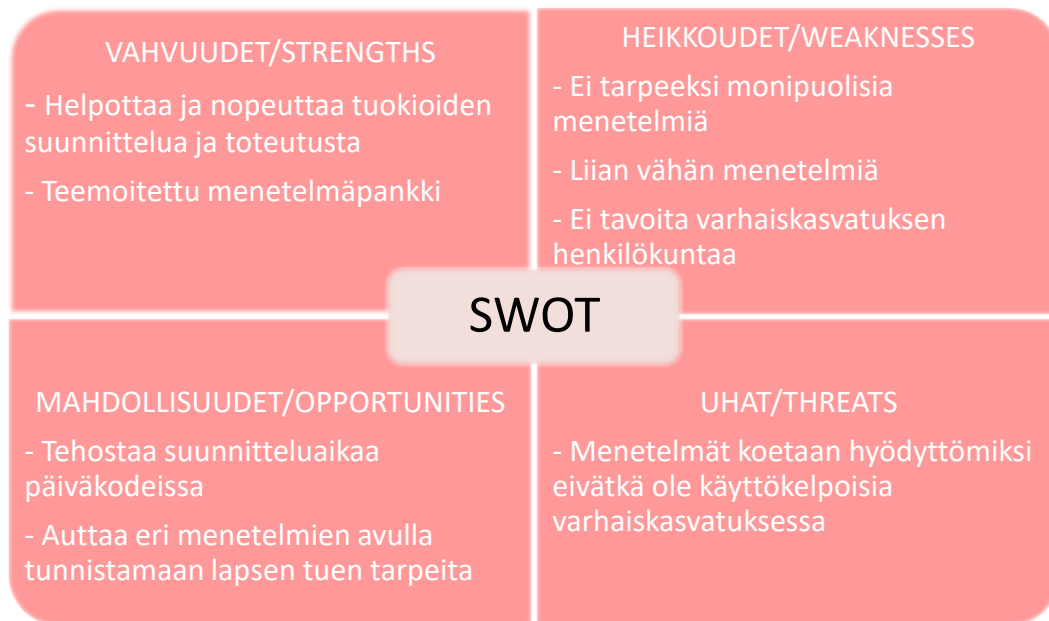 VAHVUUDET/STRENGTHS
- Helpottaa ja nopeuttaa tuokioiden
suunnittelua ja toteutusta
- Teemoitettu menetelmäpankki
HEIKKOUDET/WEAKNESSES
- Ei tarpeeksi monipuolisia
menetelmiä
- Liian vähän menetelmiä
- Ei tavoita varhaiskasvatuksen
henkilökuntaa
SWOT
MAHDOLLISUUDET/OPPORTUNITIES
- Tehostaa suunnitteluaikaa
päiväkodeissa
- Auttaa eri menetelmien avulla
tunnistamaan lapsen tuen tarpeita
UHAT/THREATS
- Menetelmät koetaan hyödyttömiksi
eivätkä ole käyttökelpoisia
varhaiskasvatuksessa